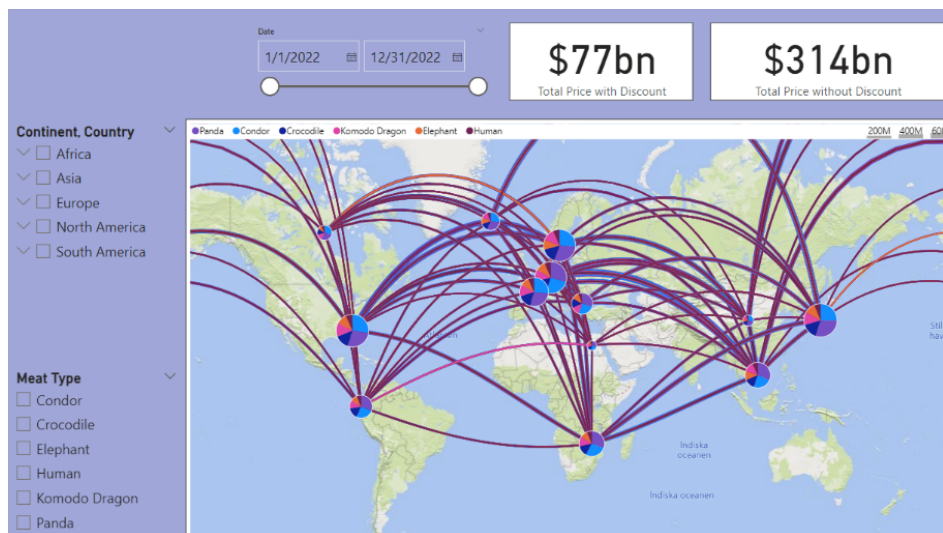 Date
1/1/2022
12/31/2022
$77bn
Total Price with Discount
$314bn
Total Price without Discount
Continent, Country
Africa
Asia
Europe
North America
South America
Panda
Condor
Crocodile
Komodo Dragon
Elephant
Human
200M
400M
Indiska
oceanen
Indiska oceanen
Meat Type
Condor
Crocodile
Elephant
Human
Komodo Dragon
Panda